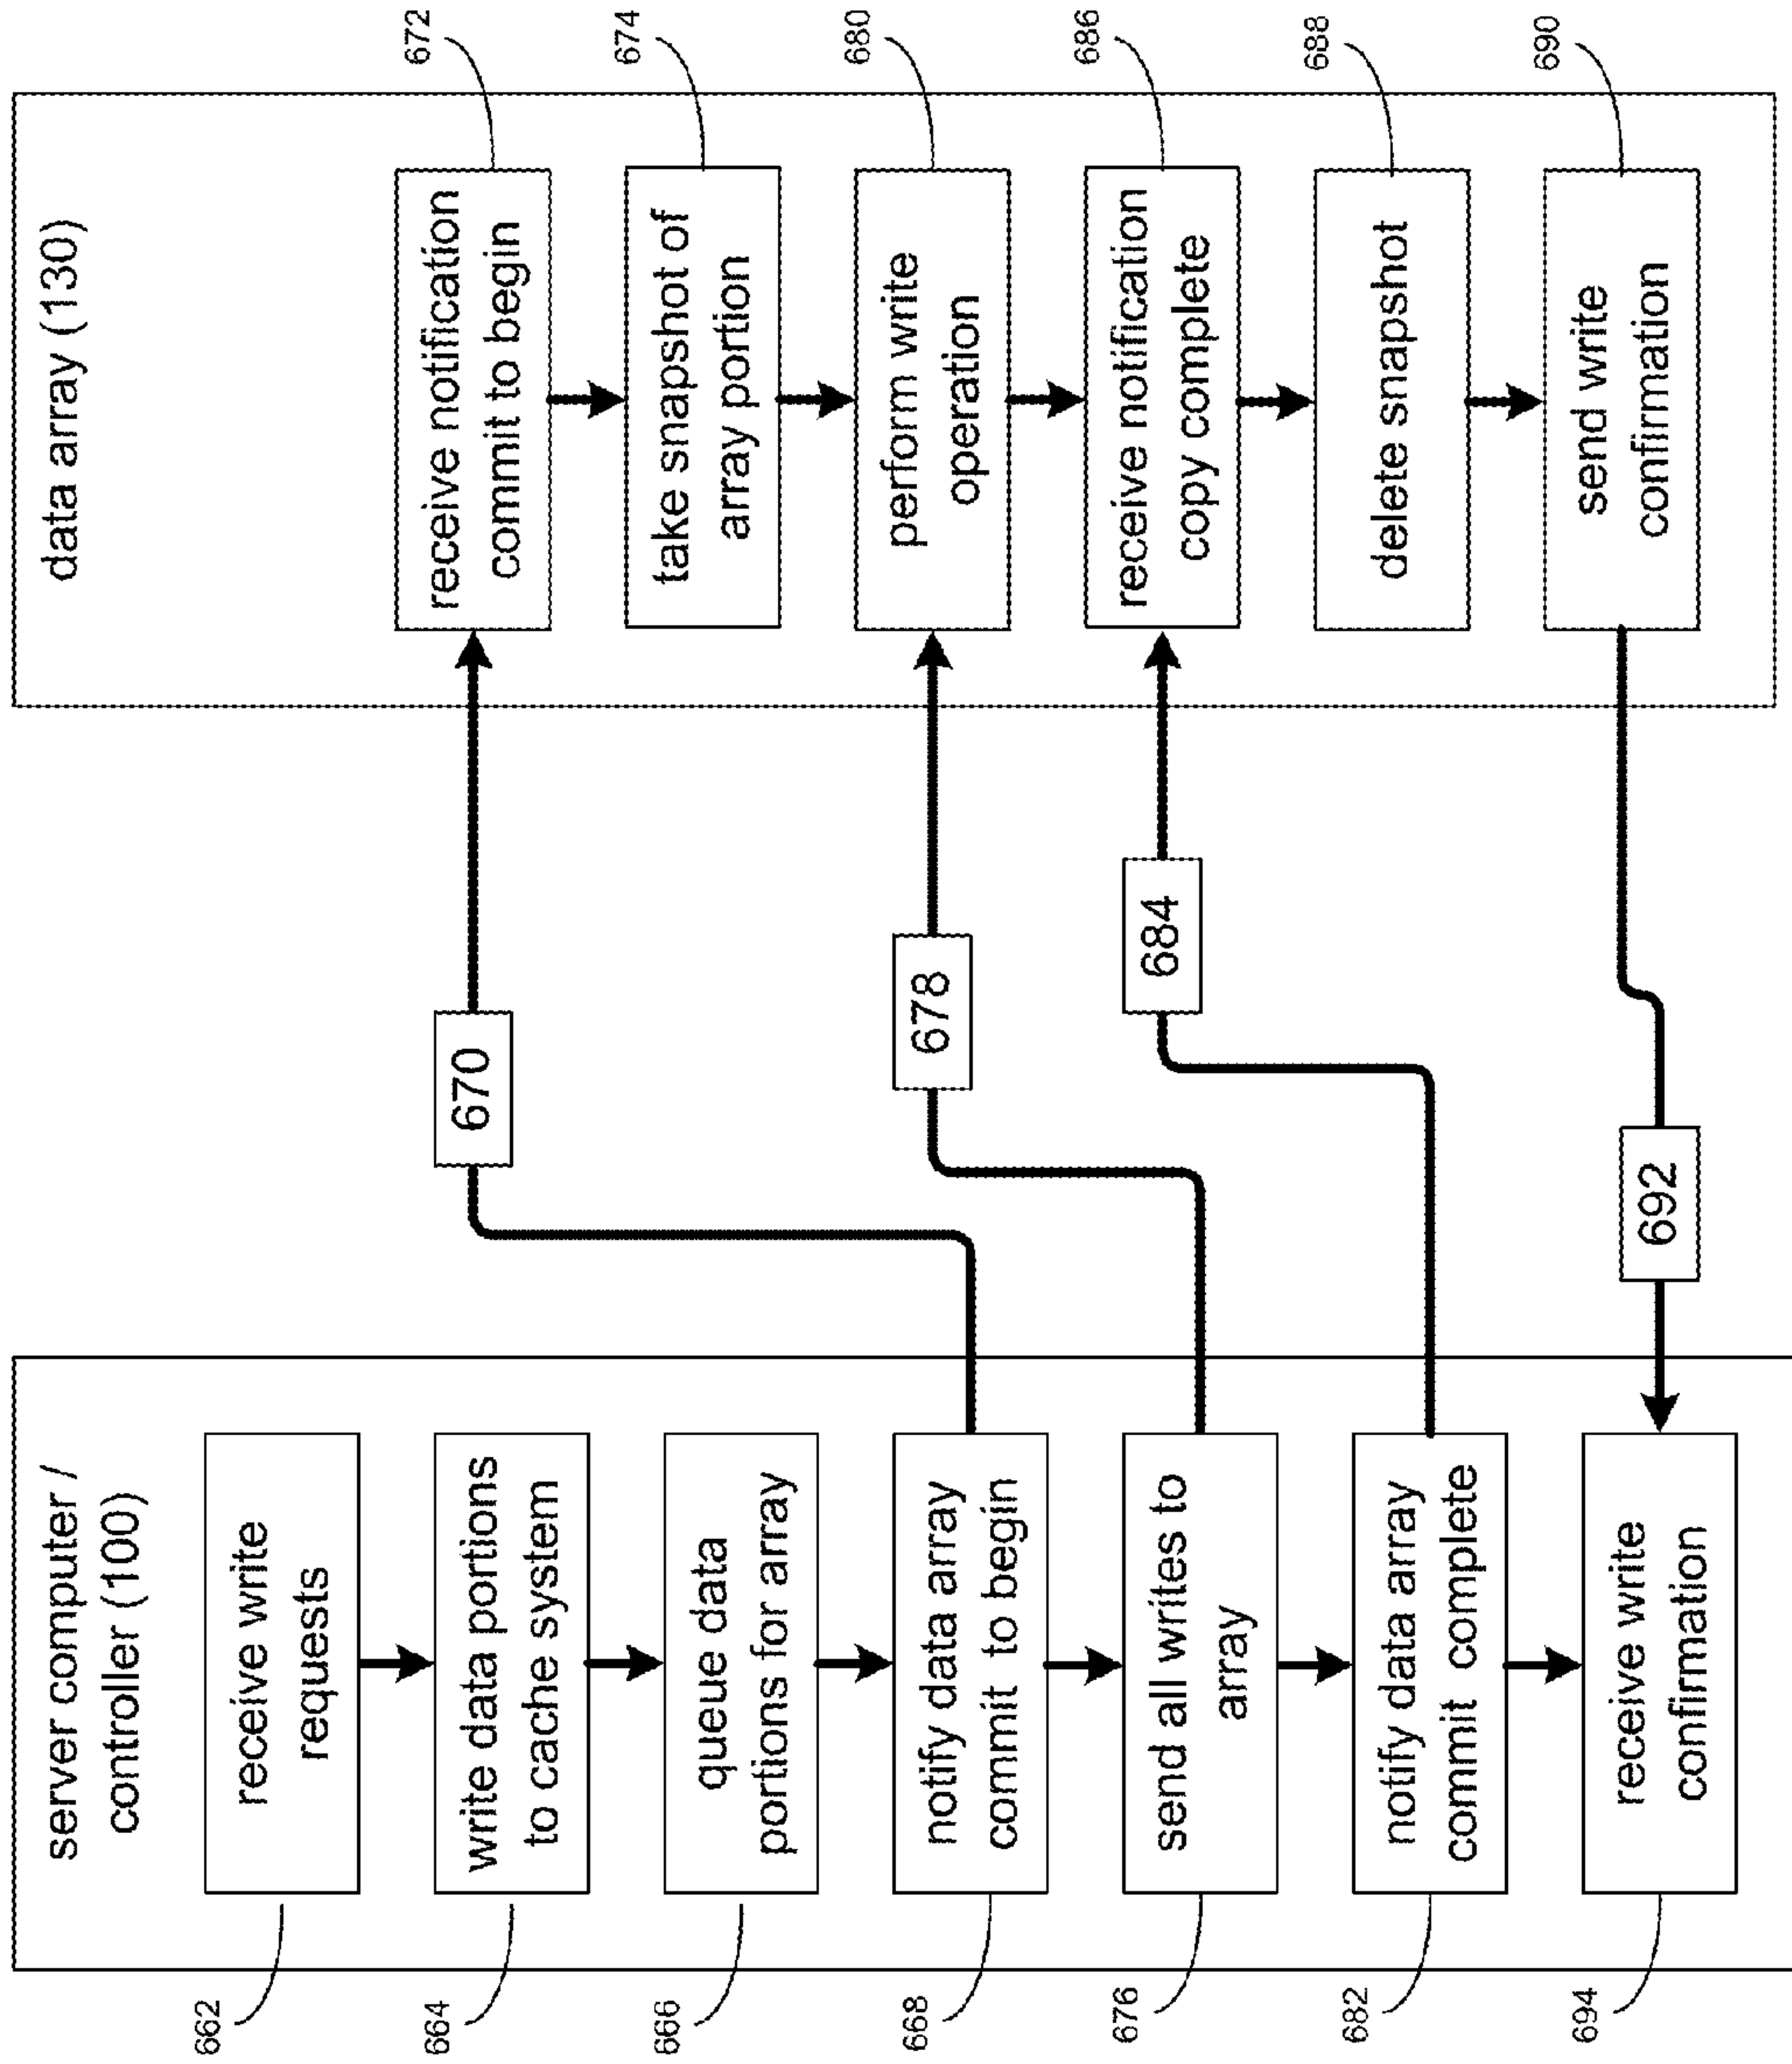 server computer /
controller (100)
662
receive write
requests
664
write data portions
to cache system
666
queue data
portions for array
668
notify data array
commit to begin
676
send all writes to
array
682
notify data array
commit complete
694
receive write
confirmation
670
678
684
692
data array (130)
receive notification
commit to begin
672
take snapshot of
array portion
674
perform write
operation
680
receive notification
copy complete
686
delete snapshot
688
send write
confirmation
690